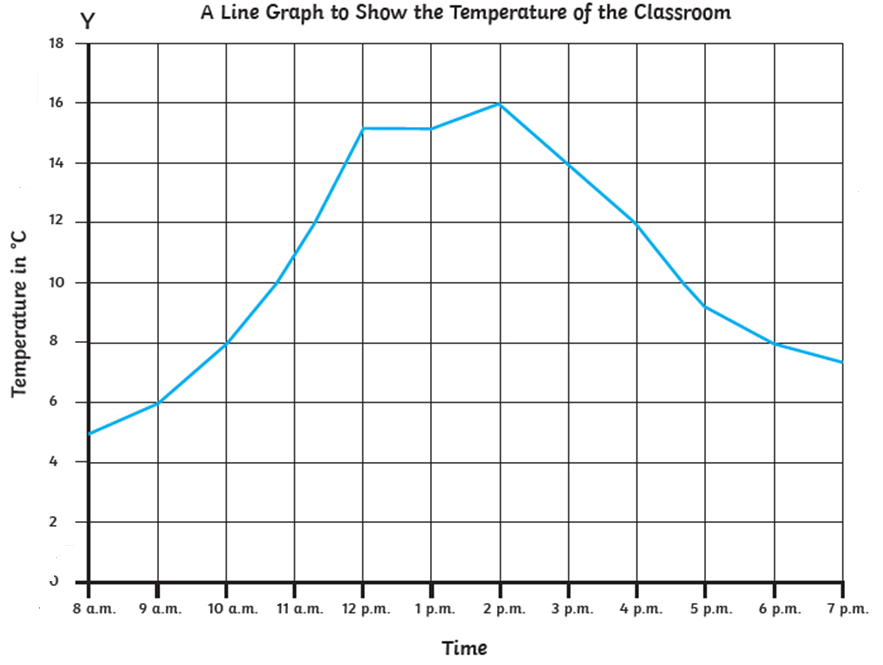 A Line Graph to Show the Temperature of the Classroom
Y
18
16
14
12
10
8
6
4
2
Temperature in °C
8 a.m. 9 a.m. 10 a.m. 11 a.m. 12 p.m. 1 p.m. 2 p.m. 3 p.m. 4 p.m. 5 p.m. 6 p.m. 7 p.m.
Time